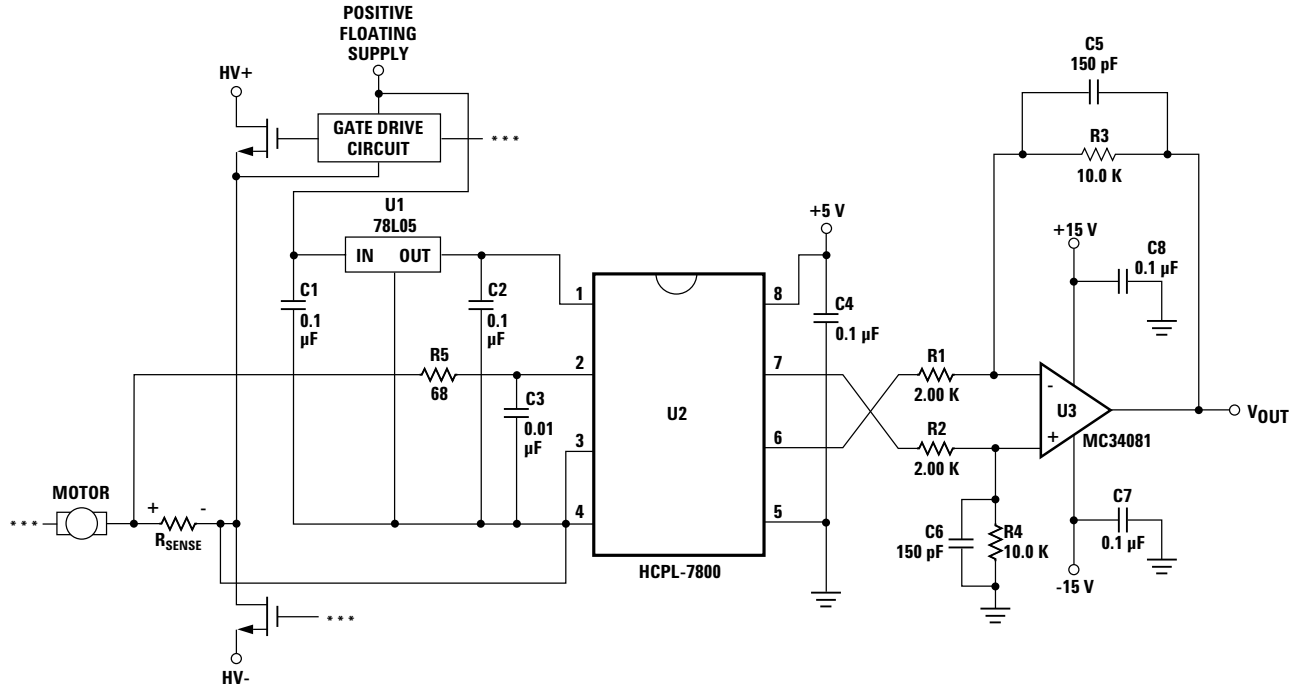 POSITIVE
FLOATING
SUPPLY
HV+
GATE DRIVE
CIRCUIT
* * *
U1
78L05
IN OUT
C1
0.1
µF
C2
0.1
µF
R5
68
C3
0.01
µF
MOTOR
* * *
+ -
RSENSE
* * *
HV-
1
2
3
4
U2
8
7
6
5
HCPL-7800
+5 V
C4
0.1 µF
R1
2.00 K
R2
2.00 K
C5
150 pF
R3
10.0 K
+15 V
C8
0.1 µF
-
U3
+
MC34081
VOUT
C6
150 pF
R4
10.0 K
C7
0.1 µF
-15 V